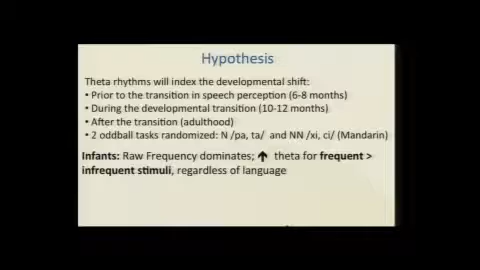 Hypothesis
Theta rhythms will index the developmental shift:
• Prior to the transition in speech perception (6-8 months)
• During the developmental transition (10-12 months)
• After the transition (adulthood)
• 2 oddball tasks randomized: N /pa, ta/ and NN /xi, ci/ (Mandarin)
Infants: Raw Frequency dominates; ↑ theta for frequent >
infrequent stimuli, regardless of language